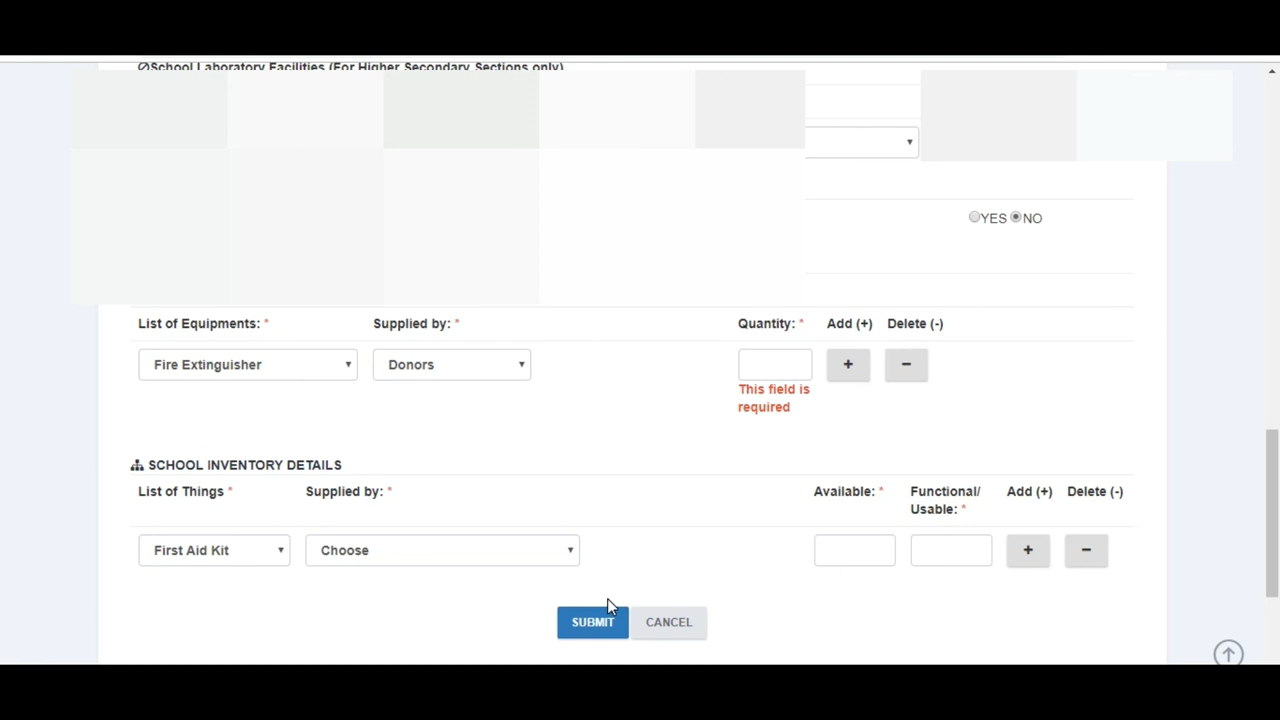 School Laboratory Facilities (For Higher Secondary Sections only)
YES NO
List of Equipments: * Supplied by: * Quantity: * Add (+) Delete (-)
Fire Extinguisher Donors + −
This field is
required
SCHOOL INVENTORY DETAILS
List of Things * Supplied by: * Available: * Functional/
Usable: * Add (+) Delete (-)
First Aid Kit Choose + −
SUBMIT CANCEL